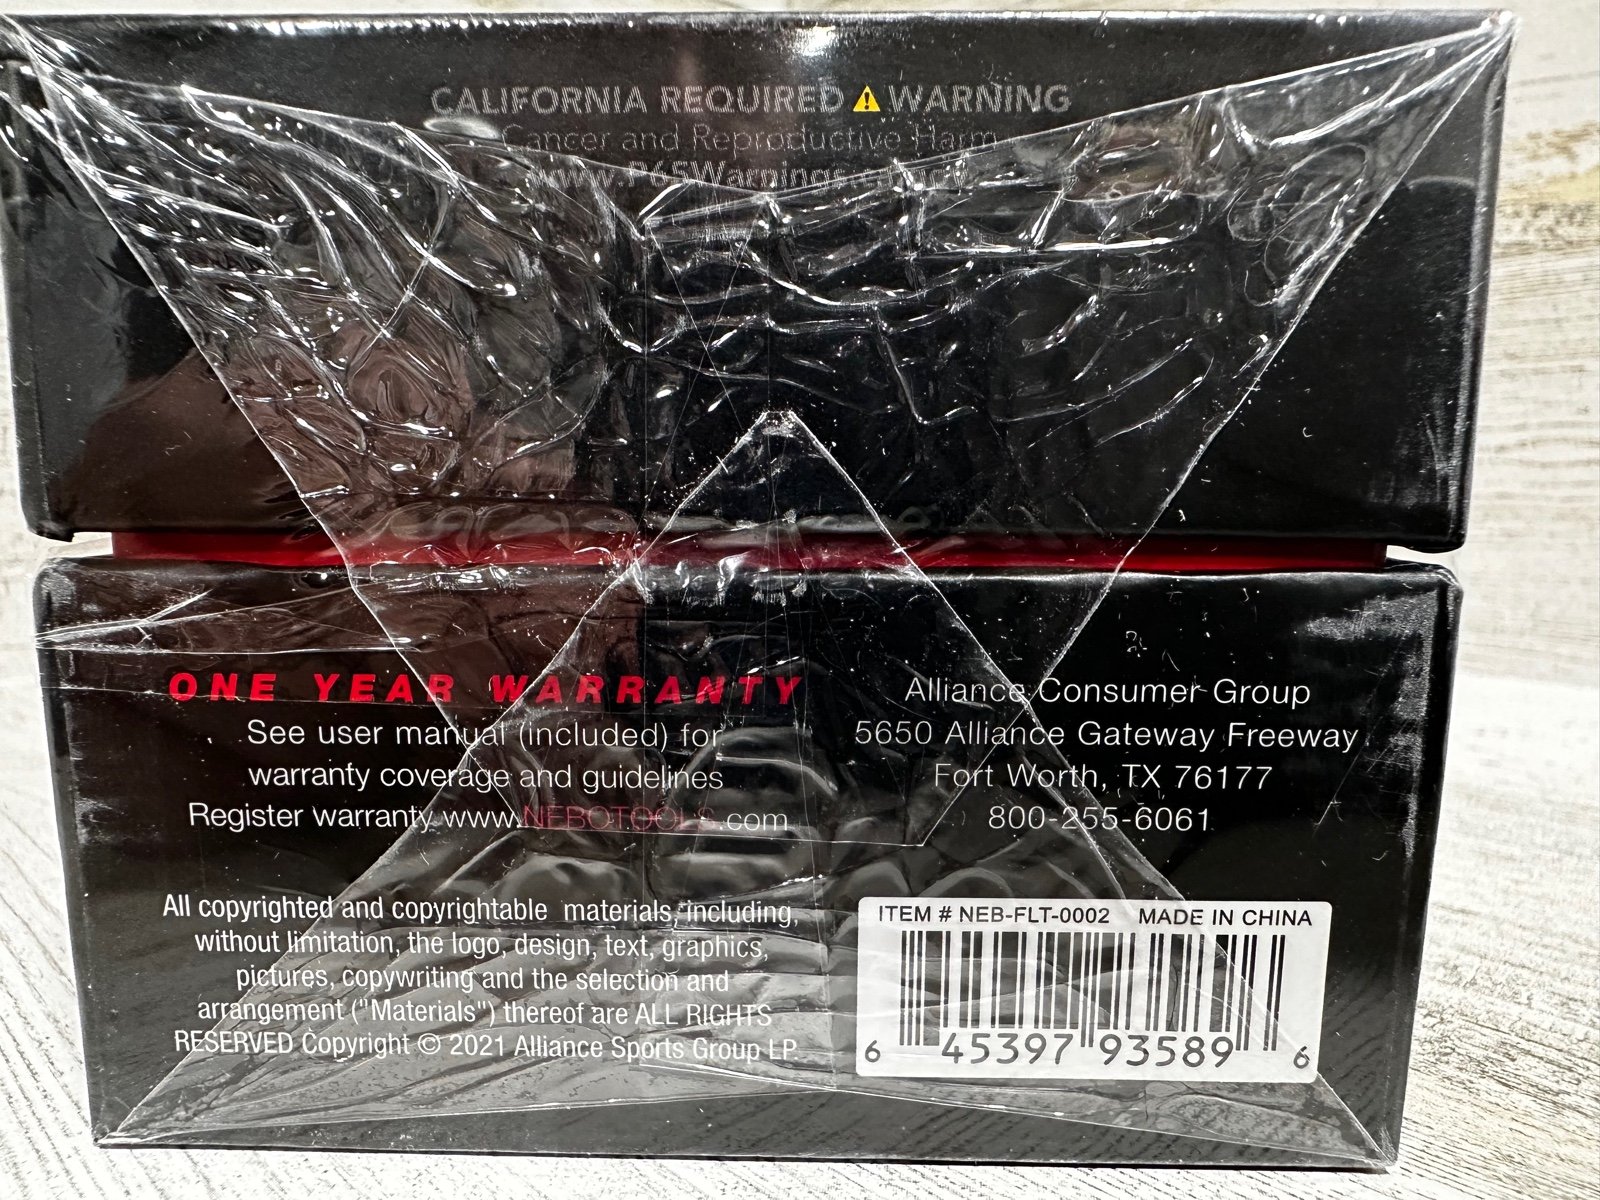 CALIFORNIA REQUIRED ⚠ WARNING
Cancer and Reproductive Harm
www.P65Warnings.ca.gov
ONE YEAR WARRANTY
See user manual (included) for
warranty coverage and guidelines
Register warranty www.NEBOTOOLS.com
Alliance Consumer Group
5650 Alliance Gateway Freeway
Fort Worth, TX 76177
800-255-6061
All copyrighted and copyrightable materials, including,
without limitation, the logo, design, text, graphics,
pictures, copywriting and the selection and
arrangement ("Materials") thereof are ALL RIGHTS
RESERVED Copyright © 2021 Alliance Sports Group LP.
ITEM # NEB-FLT-0002 MADE IN CHINA
6 45397 93589 6